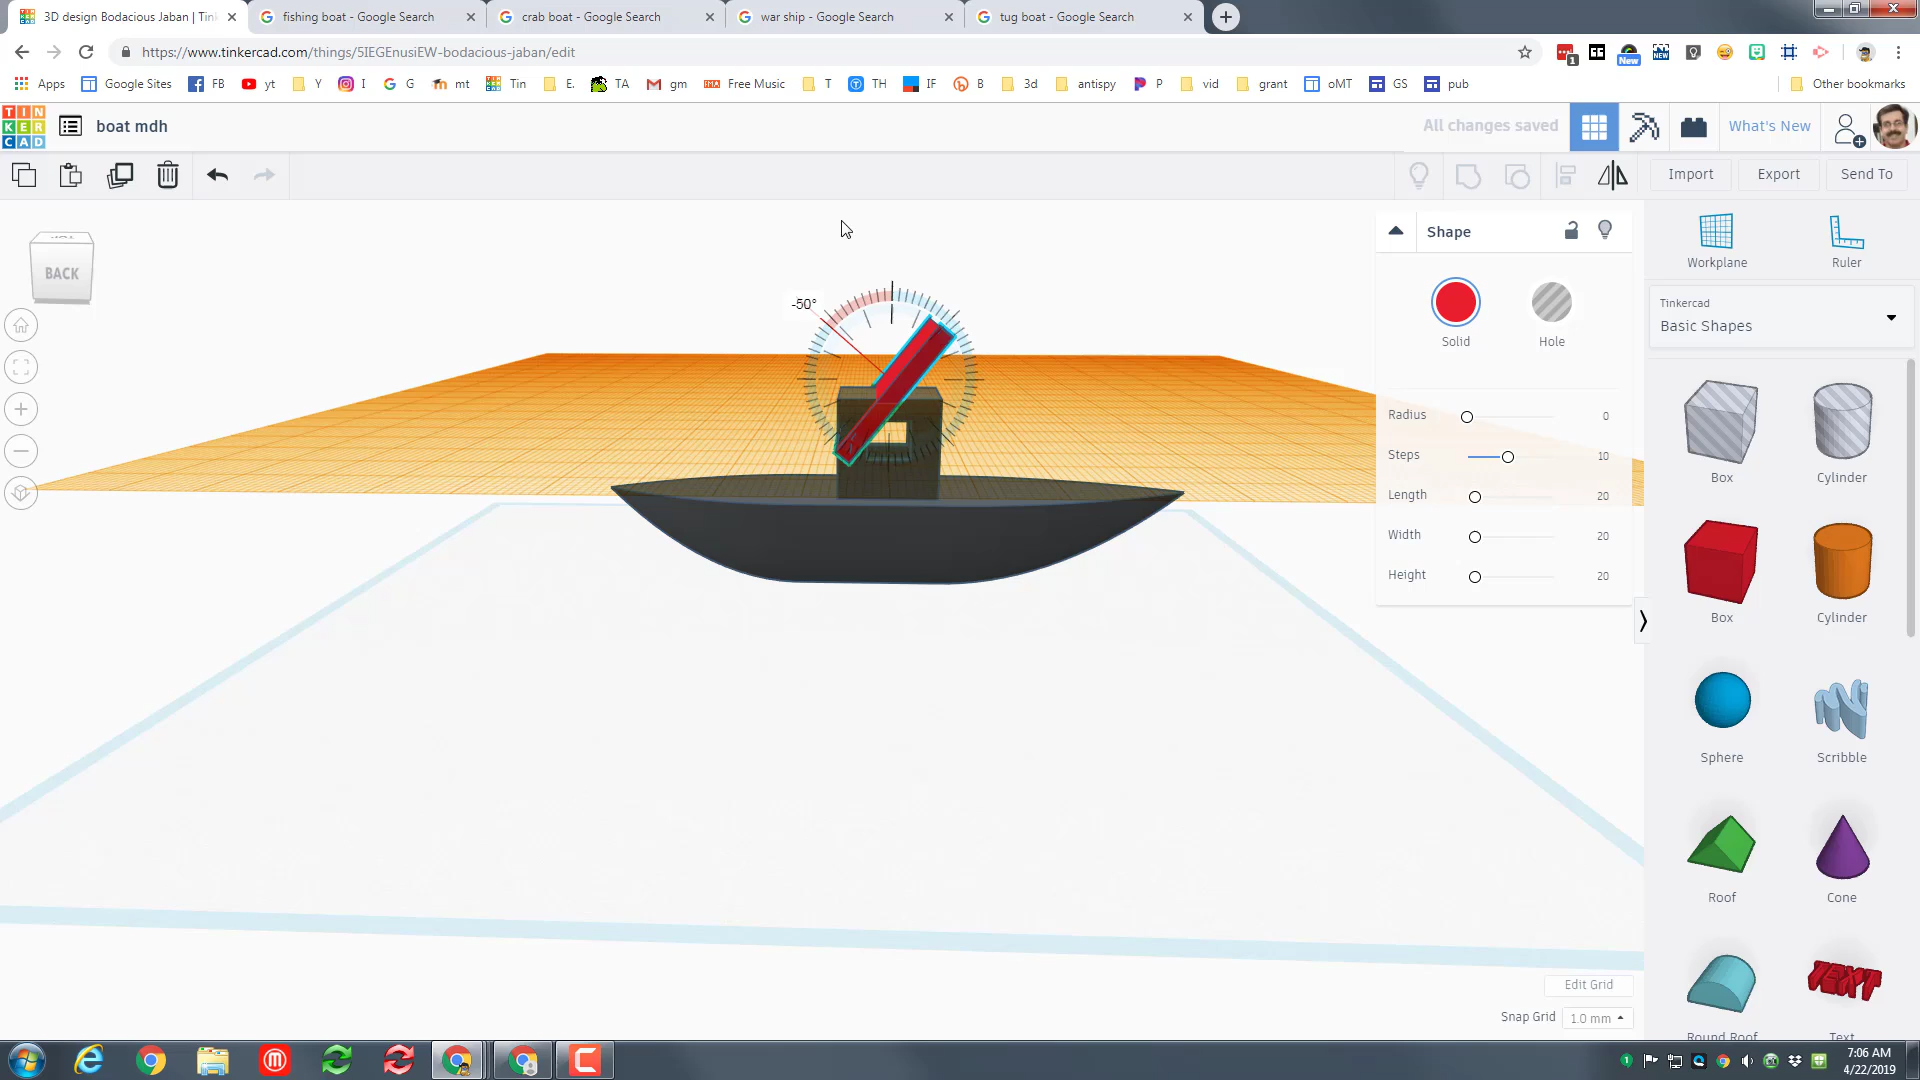 3D design Bodacious Jaban | Tin
fishing boat - Google Search
crab boat - Google Search
war ship - Google Search
tug boat - Google Search
https://www.tinkercad.com/things/5IEGEnusiEW-bodacious-jaban/edit
1
New
NEW
Apps
Google Sites
FB
yt
Y
I
G
mt
Tin
E.
TA
gm
Free Music
T
TH
IF
B
3d
antispy
P
vid
grant
oMT
GS
pub
Other bookmarks
TIN
KER
CAD
boat mdh
All changes saved
What's New
Import
Export
Send To
TOP
BACK
-50°
Shape
Solid
Hole
Radius
0
Steps
10
Length
20
Width
20
Height
20
Workplane
Ruler
Tinkercad
Basic Shapes
Box
Cylinder
Box
Cylinder
Sphere
Scribble
Roof
Cone
TEXT
Round Roof
Text
Edit Grid
Snap Grid
1.0 mm
7:06 AM
4/22/2019